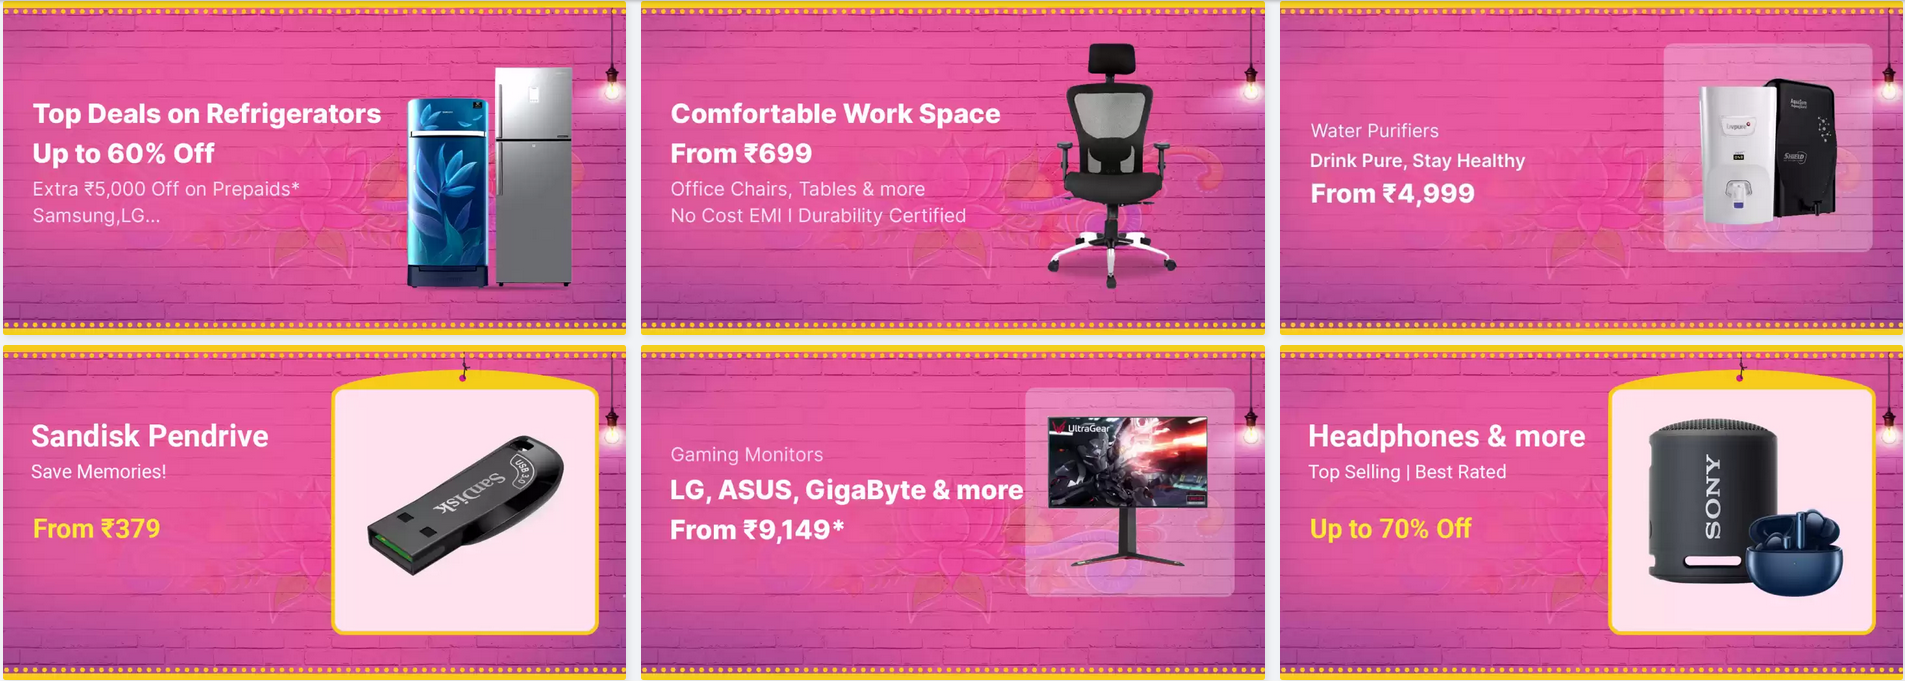 Top Deals on Refrigerators
Up to 60% Off
Extra ₹5,000 Off on Prepaids*
Samsung,LG...
Comfortable Work Space
From ₹699
Office Chairs, Tables & more
No Cost EMI I Durability Certified
Water Purifiers
Drink Pure, Stay Healthy
From ₹4,999
SHIELD
Sandisk Pendrive
Save Memories!
From ₹379
SanDisk
USB 3.0
Gaming Monitors
LG, ASUS, GigaByte & more
From ₹9,149*
UltraGear
Headphones & more
Top Selling | Best Rated
Up to 70% Off
SONY